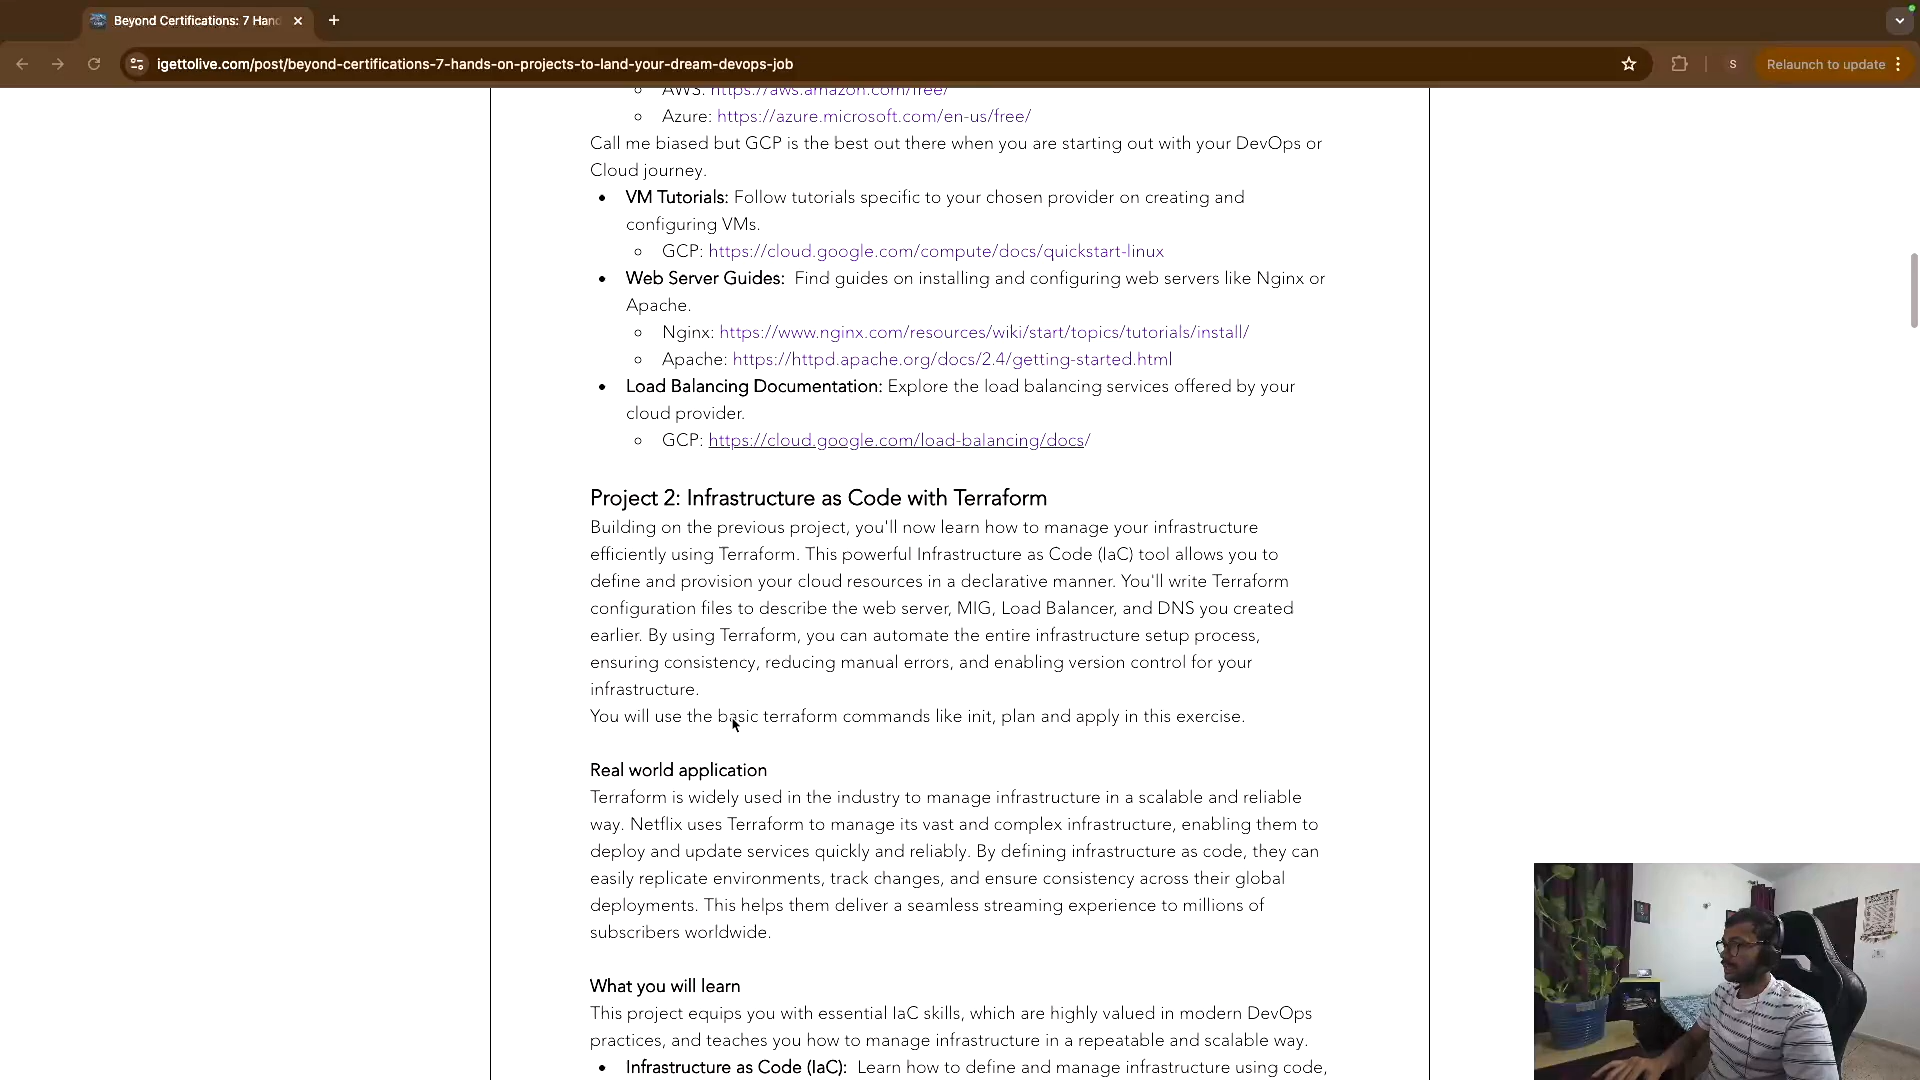 Beyond Certifications: 7 Hand
igettolive.com/post/beyond-certifications-7-hands-on-projects-to-land-your-dream-devops-job
S
Relaunch to update
AWS: https://aws.amazon.com/free/
Azure: https://azure.microsoft.com/en-us/free/
Call me biased but GCP is the best out there when you are starting out with your DevOps or
Cloud journey.
VM Tutorials: Follow tutorials specific to your chosen provider on creating and
configuring VMs.
GCP: https://cloud.google.com/compute/docs/quickstart-linux
Web Server Guides:  Find guides on installing and configuring web servers like Nginx or
Apache.
Nginx: https://www.nginx.com/resources/wiki/start/topics/tutorials/install/
Apache: https://httpd.apache.org/docs/2.4/getting-started.html
Load Balancing Documentation: Explore the load balancing services offered by your
cloud provider.
GCP: https://cloud.google.com/load-balancing/docs/
Project 2: Infrastructure as Code with Terraform
Building on the previous project, you'll now learn how to manage your infrastructure
efficiently using Terraform. This powerful Infrastructure as Code (IaC) tool allows you to
define and provision your cloud resources in a declarative manner. You'll write Terraform
configuration files to describe the web server, MIG, Load Balancer, and DNS you created
earlier. By using Terraform, you can automate the entire infrastructure setup process,
ensuring consistency, reducing manual errors, and enabling version control for your
infrastructure.
You will use the basic terraform commands like init, plan and apply in this exercise.
Real world application
Terraform is widely used in the industry to manage infrastructure in a scalable and reliable
way. Netflix uses Terraform to manage its vast and complex infrastructure, enabling them to
deploy and update services quickly and reliably. By defining infrastructure as code, they can
easily replicate environments, track changes, and ensure consistency across their global
deployments. This helps them deliver a seamless streaming experience to millions of
subscribers worldwide.
What you will learn
This project equips you with essential IaC skills, which are highly valued in modern DevOps
practices, and teaches you how to manage infrastructure in a repeatable and scalable way.
Infrastructure as Code (IaC):  Learn how to define and manage infrastructure using code,